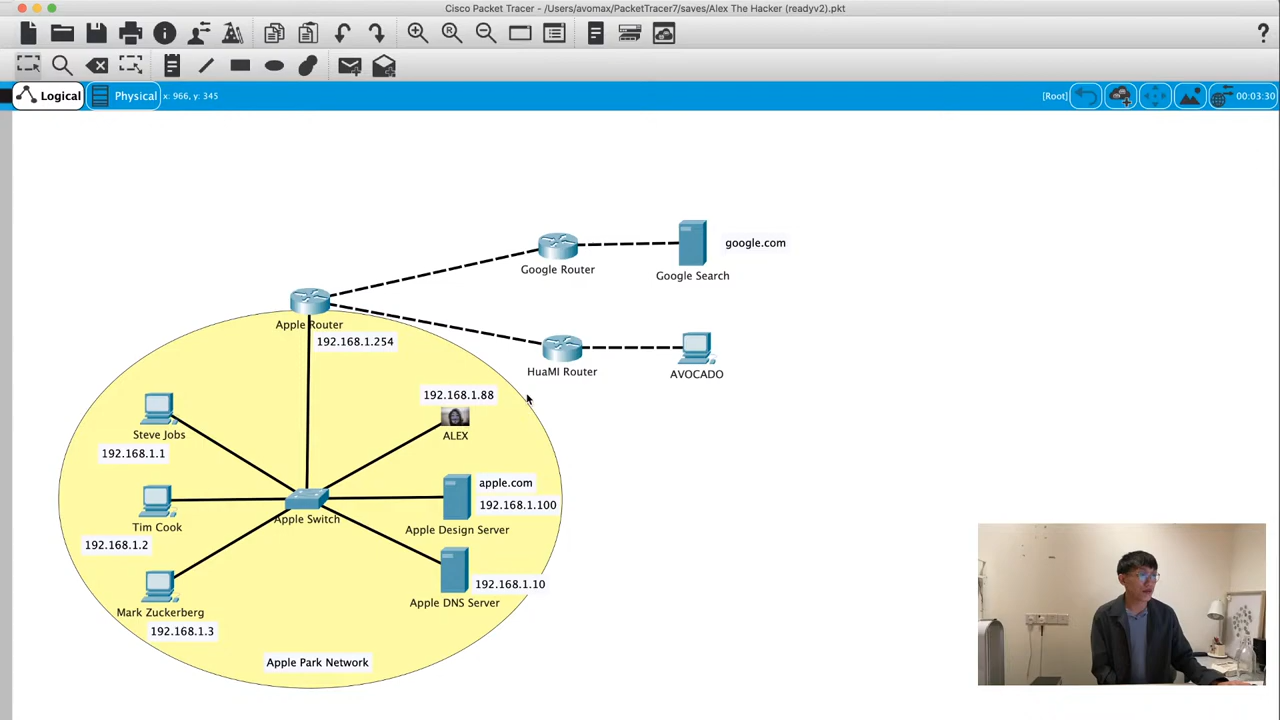 Cisco Packet Tracer - /Users/avomax/PacketTracer7/saves/Alex The Hacker (readyv2).pkt
?
Logical
Physical
x: 966, y: 345
[Root]
00:03:30
google.com
Google Router
Google Search
Apple Router
192.168.1.254
HuaMI Router
AVOCADO
192.168.1.88
ALEX
Steve Jobs
192.168.1.1
apple.com
192.168.1.100
Apple Switch
Apple Design Server
Tim Cook
192.168.1.2
192.168.1.10
Apple DNS Server
Mark Zuckerberg
192.168.1.3
Apple Park Network